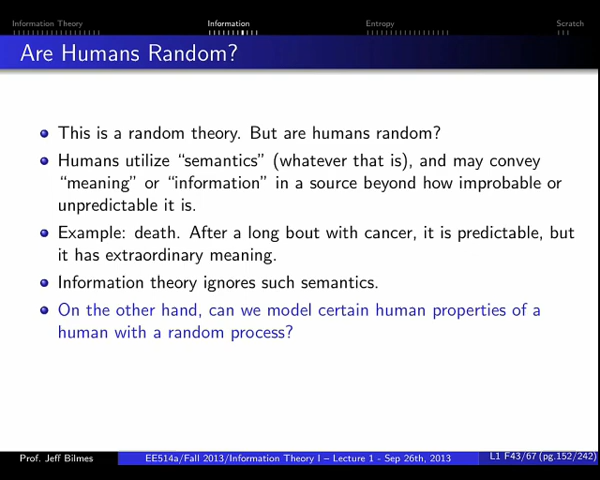 Information Theory Information Entropy Scratch
Are Humans Random?
This is a random theory. But are humans random?
Humans utilize “semantics” (whatever that is), and may convey
“meaning” or “information” in a source beyond how improbable or
unpredictable it is.
Example: death. After a long bout with cancer, it is predictable, but
it has extraordinary meaning.
Information theory ignores such semantics.
On the other hand, can we model certain human properties of a
human with a random process?
Prof. Jeff Bilmes EE514a/Fall 2013/Information Theory I – Lecture 1 - Sep 26th, 2013 L1 F43/67 (pg.152/242)